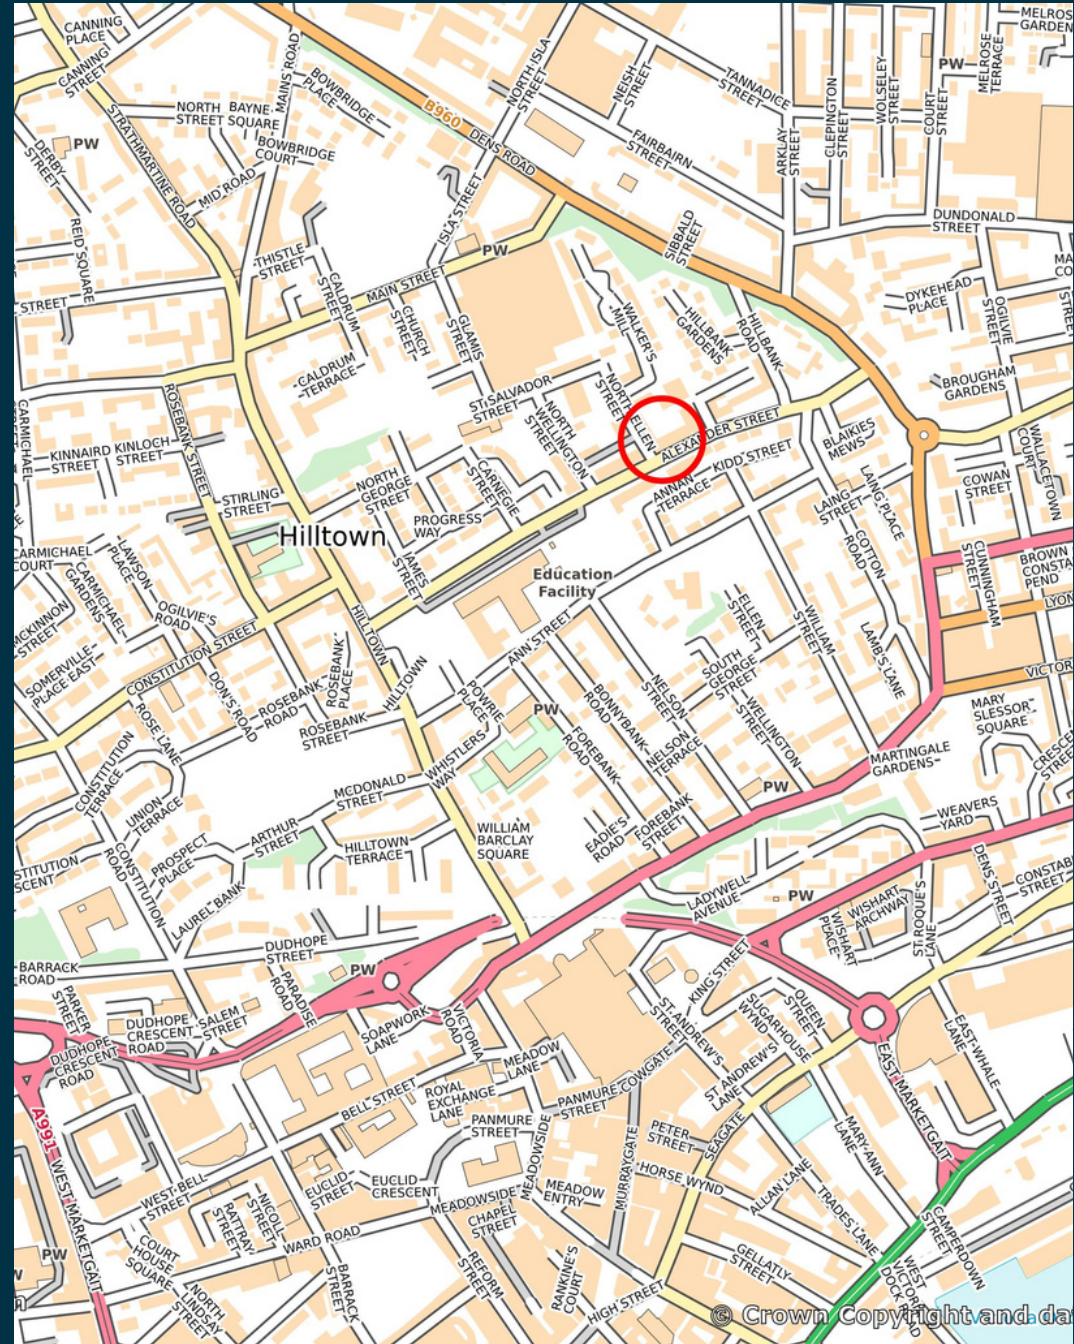 CANNING
PLACE
CANNING
STREET
MAINS ROAD
BOWBRIDGE
PLACE
NORTH
STREET
BAYNE
SQUARE
BOWBRIDGE
COURT
STRATHMARTINE ROAD
PW
DERBY
STREET
MID ROAD
REID SQUARE
STREET
B960
DENS ROAD
NORTH ISLA
STREET
NEISH
STREET
TANNADICE
STREET
FAIRBAIRN
STREET
ARKLAY
STREET
CLEPINGTON
STREET
WOLSELEY
STREET
COURT
STREET
PW
MELROSE
TERRACE
MELROS
GARDEN
ISLA STREET
THISTLE
STREET
CALDRUM
STREET
MAIN STREET
PW
SIBBALD
STREET
DUNDONALD
STREET
DYKEHEAD
PLACE
OGILVIE
STREET
MA
CO
STREET
CHURCH
STREET
GLAMIS
STREET
CALDRUM
TERRACE
WALKER'S
MILL
HILLBANK
GARDENS
HILLBANK
ROAD
BROUGHAM
GARDENS
ST SALVADOR
STREET
NORTH
WELLINGTON
STREET
NORTH ELLEN
STREET
ALEXANDER STREET
ANNAN
TERRACE
KIDD STREET
BLAIKIES
MEWS
LAING
STREET
LAING PLACE
COTTON
ROAD
COWAN
STREET
WALLACETOWN
COURT
CARMICHAEL
ROSEBANK STREET
KINNAIRD
STREET
KINLOCH
STREET
STIRLING
STREET
Hilltown
NORTH
GEORGE
STREET
CARNEGIE
STREET
PROGRESS
WAY
JAMES
STREET
Education
Facility
ANN STREET
CUNNINGHAM
STREET
BROWN
CONSTA
PEND
LYON
VICTOR
CARMICHAEL
COURT
LAWSON
PLACE
CARMICHAEL
GARDENS
OGILVIE'S
ROAD
MCKINNON
STREET
SOMERVILLE
PLACE EAST
CONSTITUTION STREET
DON'S ROAD
ROSEBANK
PLACE
ROSEBANK
ROAD
ROSEBANK
STREET
HILLTOWN
HILLTOWN
POWRIE
PLACE
PW
BONNYBANK
ROAD
FOREBANK
ROAD
NELSON
STREET
NELSON
TERRACE
SOUTH
GEORGE
STREET
ELLEN
STREET
WELLINGTON
STREET
WILLIAM
STREET
LAMB'S LANE
MARY
SLESSOR
SQUARE
MARTINGALE
GARDENS
CRESCE
STREE
ROSE LANE
CONSTITUTION
TERRACE
UNION
TERRACE
WHISTLERS
WAY
MCDONALD
STREET
ARTHUR
STREET
HILLTOWN
TERRACE
WILLIAM
BARCLAY
SQUARE
EADIE'S
ROAD
FOREBANK
STREET
PW
WEAVERS
YARD
DENS STREET
CONSTAB
STREET
STITUTION
SCENT
CONSTITUTION
ROAD
PROSPECT
PLACE
LAUREL BANK
LADYWELL
AVENUE
PW
WISHART
ARCHWAY
WISHART
PLACE
ST ROQUE'S
LANE
DUDHOPE
STREET
PW
BARRACK
ROAD
PARKER
STREET
DUDHOPE
CRESCENT
ROAD
DUDHOPE
CRESCENT
ROAD
SALEM
STREET
PARADISE
ROAD
SOAPWORK
LANE
VICTORIA
ROAD
KING STREET
ST ANDREW'S
STREET
SUGARHOUSE
WYND
QUEEN
STREET
ST ANDREW'S
LANE
EAST WHALE
LANE
EAST MARKETGAIT
A991
WEST MARKETGAIT
BELL STREET
ROYAL
EXCHANGE
LANE
MEADOW
LANE
PANMURE
STREET
PANMURE
STREET
COWGATE
MEADOWSIDE
PETER
STREET
SEAGATE
MURRAYGATE
HORSE WYND
MARY ANN
LANE
ALLAN LANE
TRADES LANE
WEST BELL
STREET
EUCLID
STREET
EUCLID
CRESCENT
MEADOWSIDE
MEADOW
ENTRY
CHAPEL
STREET
NICOLL
STREET
RATTRAY
STREET
WARD ROAD
COURT
HOUSE
SQUARE
NORTH
LINDSAY
STREET
BARRACK
STREET
REFORM
STREET
RANKINE'S
COURT
HIGH STREET
GELLATLY
STREET
CAMPERDOWN
STREET
WEST
VICTORIA
DOCK ROAD
PW
© Crown Copyright and da